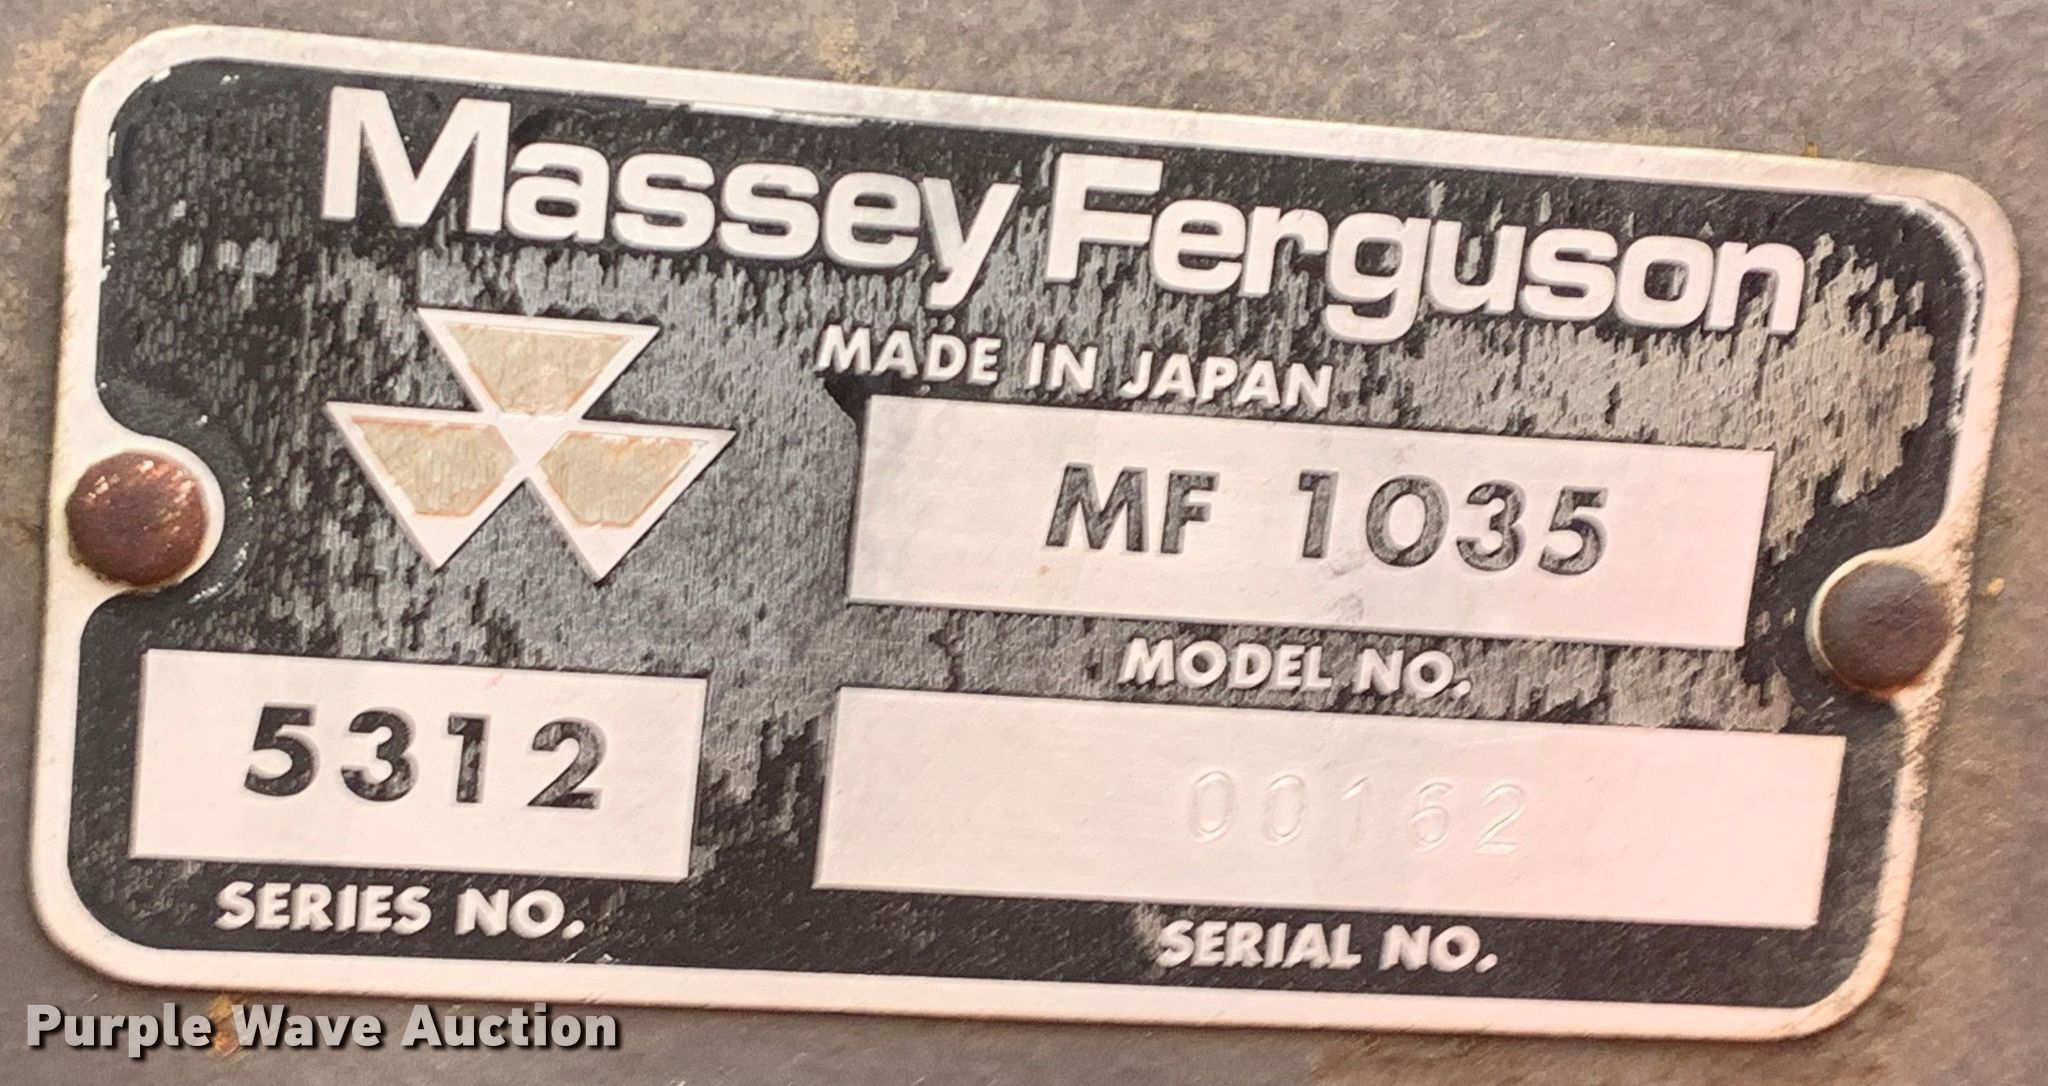 Massey Ferguson
MADE IN JAPAN
MF 1035
MODEL NO.
5312
SERIES NO.
00162
SERIAL NO.
Purple Wave Auction